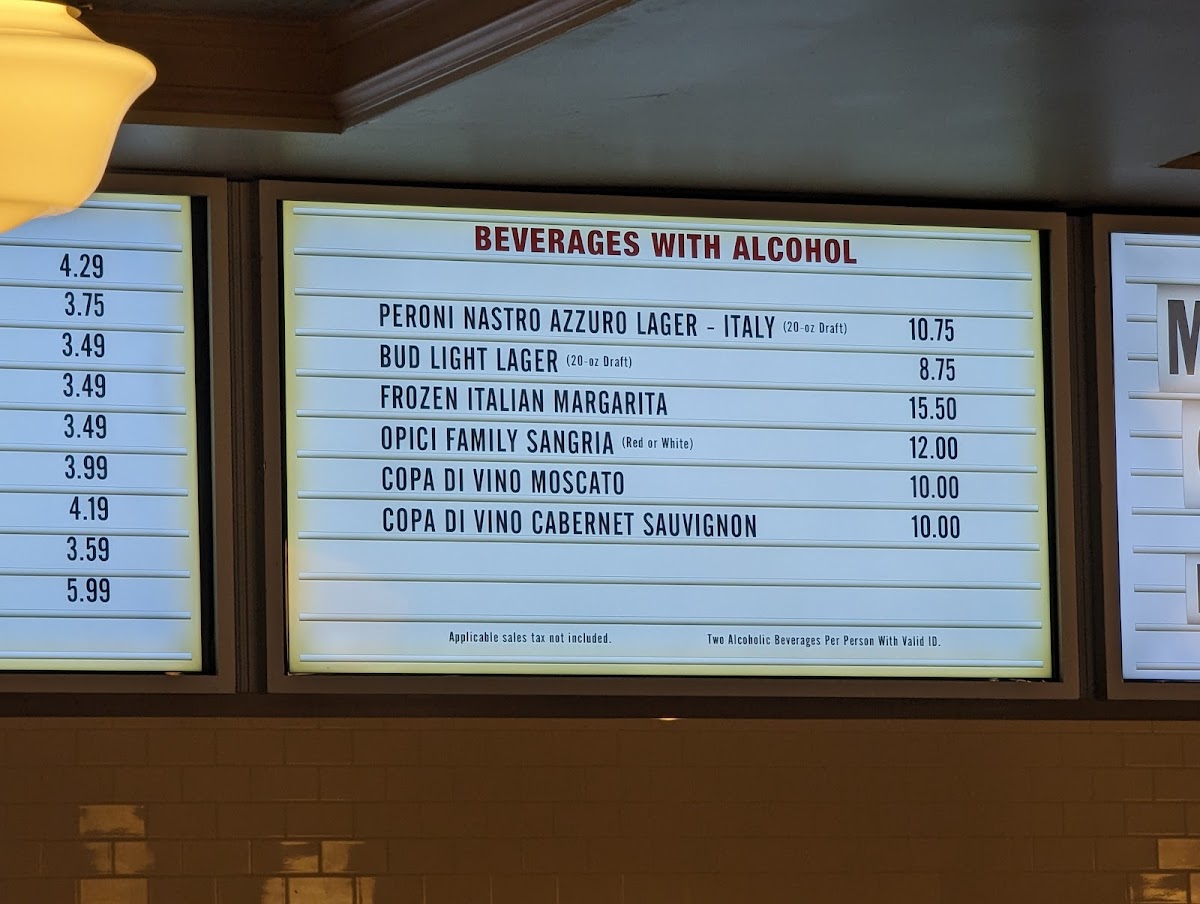 4.29
3.75
3.49
3.49
3.49
3.99
4.19
3.59
5.99
BEVERAGES WITH ALCOHOL
PERONI NASTRO AZZURO LAGER - ITALY (20-oz Draft) 10.75
BUD LIGHT LAGER (20-oz Draft) 8.75
FROZEN ITALIAN MARGARITA 15.50
OPICI FAMILY SANGRIA (Red or White) 12.00
COPA DI VINO MOSCATO 10.00
COPA DI VINO CABERNET SAUVIGNON 10.00
Applicable sales tax not included. Two Alcoholic Beverages Per Person With Valid ID.
M